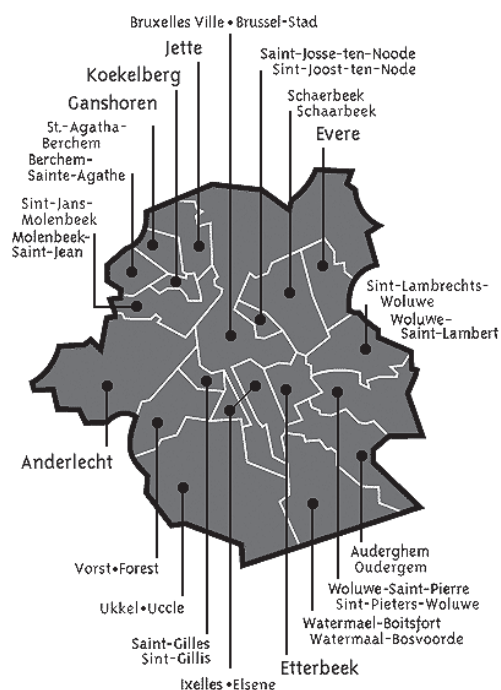 Bruxelles Ville • Brussel-Stad
Jette
Koekelberg
Ganshoren
St.-Agatha-
Berchem
Berchem-
Sainte-Agathe
Sint-Jans-
Molenbeek
Molenbeek-
Saint-Jean
Saint-Josse-ten-Noode
Sint-Joost-ten-Node
Schaerbeek
Schaarbeek
Evere
Sint-Lambrechts-
Woluwe
Woluwe-
Saint-Lambert
Anderlecht
Vorst•Forest
Ukkel•Uccle
Saint-Gilles
Sint-Gillis
Ixelles •Elsene
Etterbeek
Watermael-Boitsfort
Watermaal-Bosvoorde
Woluwe-Saint-Pierre
Sint-Pieters-Woluwe
Auderghem
Oudergem